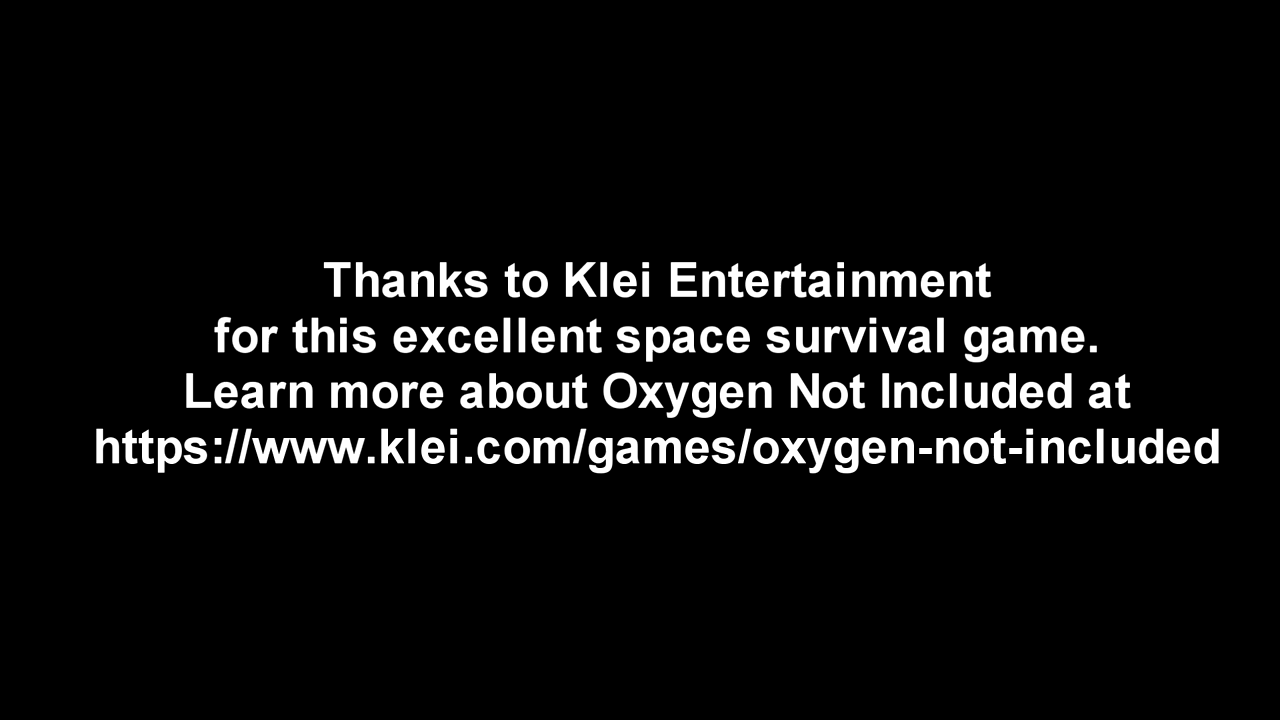 Thanks to Klei Entertainment
for this excellent space survival game.
Learn more about Oxygen Not Included at
https://www.klei.com/games/oxygen-not-included